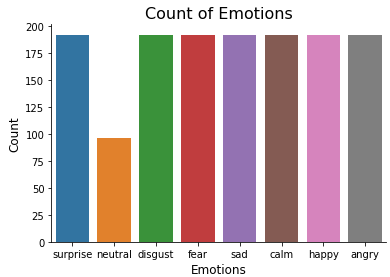 Count of Emotions
Count
200
175
150
125
100
75
50
25
0
surprise neutral disgust fear sad calm happy angry
Emotions